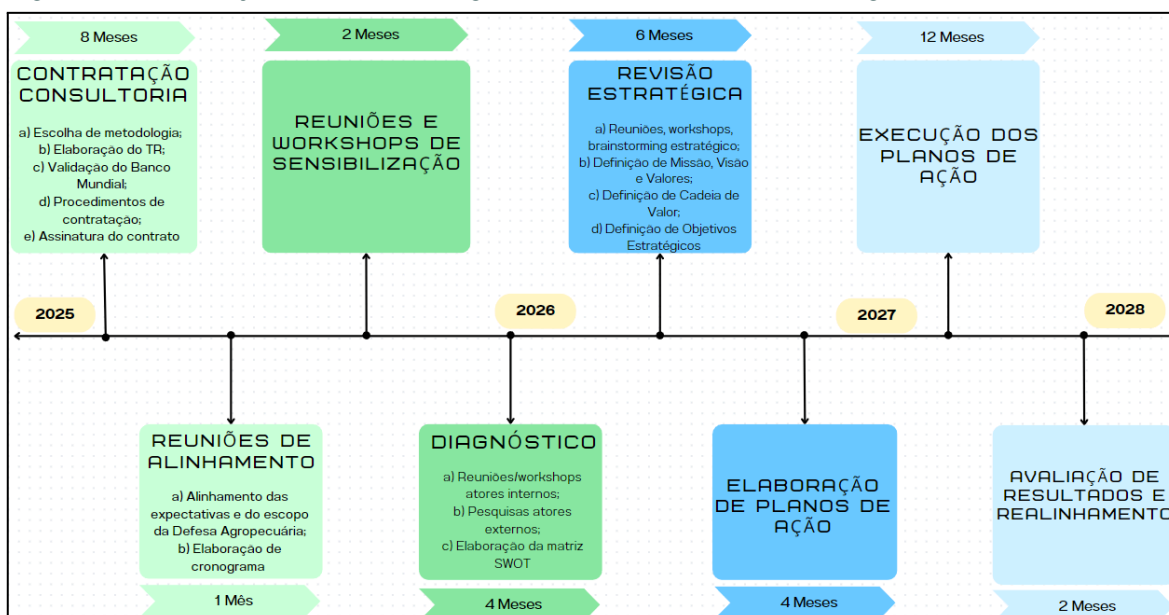 8 Meses
2 Meses
6 Meses
12 Meses
CONTRATAÇÃO
CONSULTORIA
a) Escolha de metodologia;
b) Elaboração do TR;
c) Validação do Banco
Mundial;
d) Procedimentos de
contratação;
e) Assinatura do contrato
REUNIÕES E
WORKSHOPS DE
SENSIBILIZAÇÃO
REVISÃO
ESTRATÉGICA
a) Reuniões, workshops,
brainstorming estratégico;
b) Definição de Missão, Visão
e Valores;
c) Definição de Cadeia de
Valor;
d) Definição de Objetivos
Estratégicos
EXECUÇÃO DOS
PLANOS DE
AÇÃO
2025
2026
2027
2028
REUNIÕES DE
ALINHAMENTO
a) Alinhamento das
expectativas e do escopo
da Defesa Agropecuária;
b) Elaboração de
cronograma
DIAGNÓSTICO
a) Reuniões/workshops
atores internos;
b) Pesquisas atores
externos;
c) Elaboração da matriz
SWOT
ELABORAÇÃO
DE PLANOS DE
AÇÃO
AVALIAÇÃO DE
RESULTADOS E
REALINHAMENTO
1 Mês
4 Meses
4 Meses
2 Meses